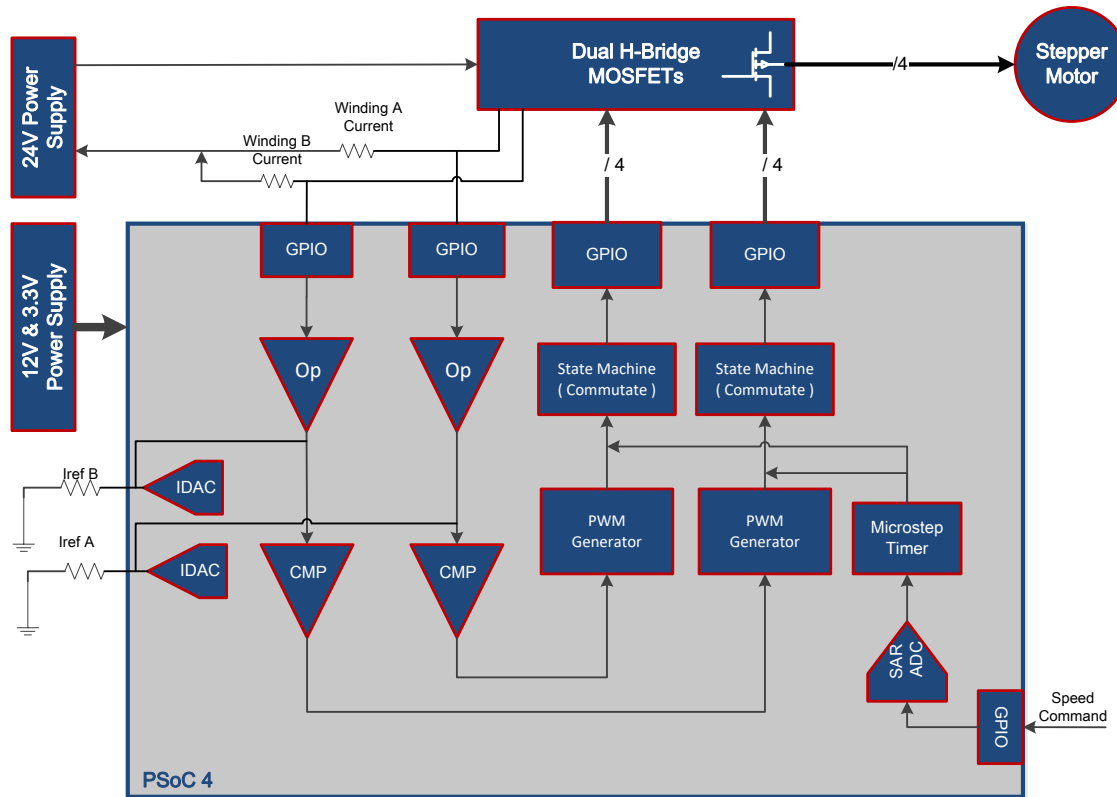 24V Power
Supply
Dual H-Bridge
MOSFETs
/4
Stepper
Motor
Winding A
Current
Winding B
Current
/ 4
/ 4
12V & 3.3V
Power Supply
GPIO
GPIO
GPIO
GPIO
Op
Op
State Machine
( Commutate )
State Machine
( Commutate )
Iref B
IDAC
Iref A
IDAC
CMP
CMP
PWM
Generator
PWM
Generator
Microstep
Timer
SAR
ADC
GPIO
Speed
Command
PSoC 4